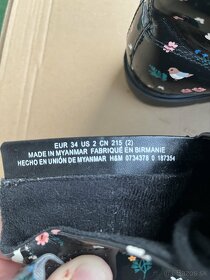 EUR 34 US 2 CN 215 (2)
MADE IN MYANMAR FABRIQUÉ EN BIRMANIE
HECHO EN UNIÓN DE MYANMAR H&M 0734378 0 187354